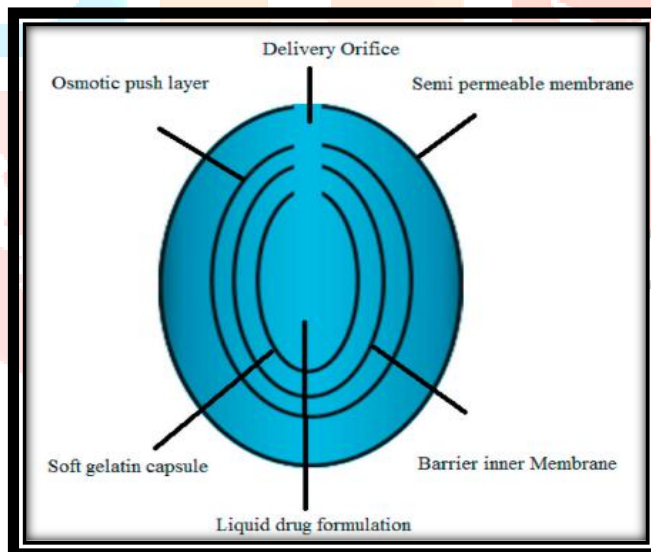 Delivery Orifice
Osmotic push layer
Semi permeable membrane
Soft gelatin capsule
Barrier inner Membrane
Liquid drug formulation